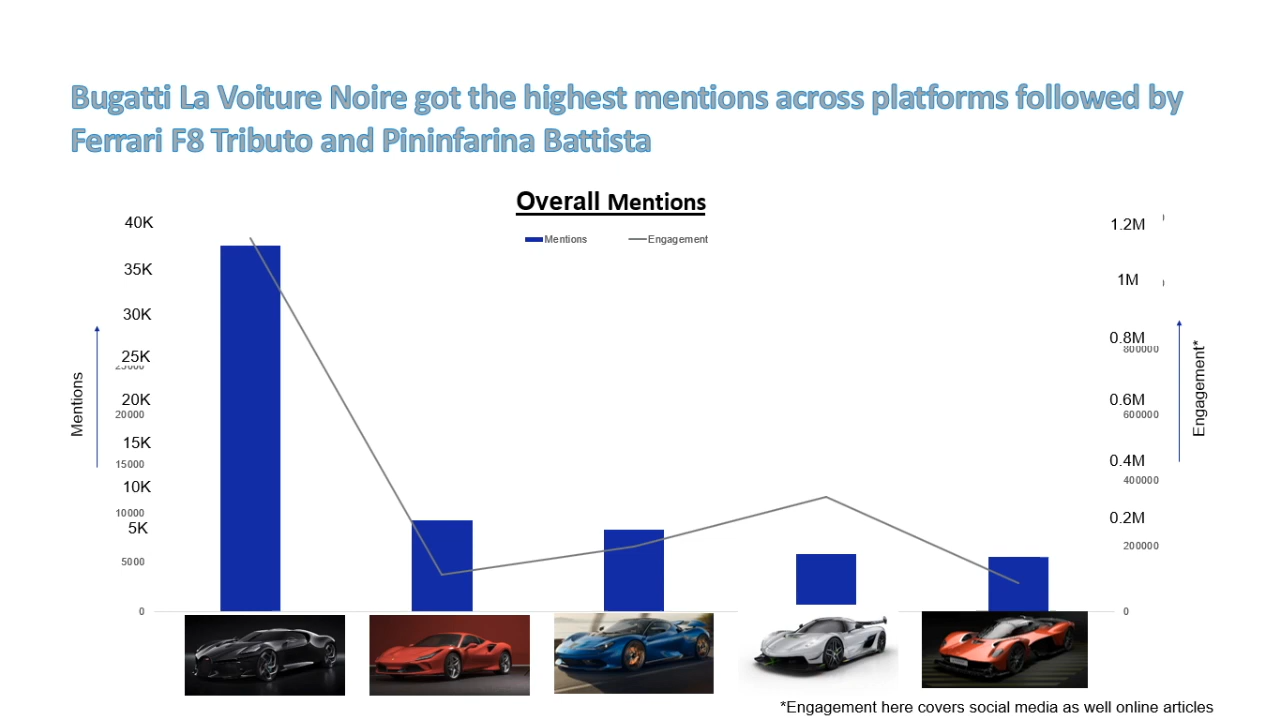 Bugatti La Voiture Noire got the highest mentions across platforms followed by
Ferrari F8 Tributo and Pininfarina Battista
Overall Mentions
Mentions
Engagement
40K
35K
30K
25K
25000
20K
20000
15K
15000
10K
10000
5K
5000
0
Mentions
1.2M
1M
0.8M
800000
0.6M
600000
0.4M
400000
0.2M
200000
0
Engagement*
*Engagement here covers social media as well online articles